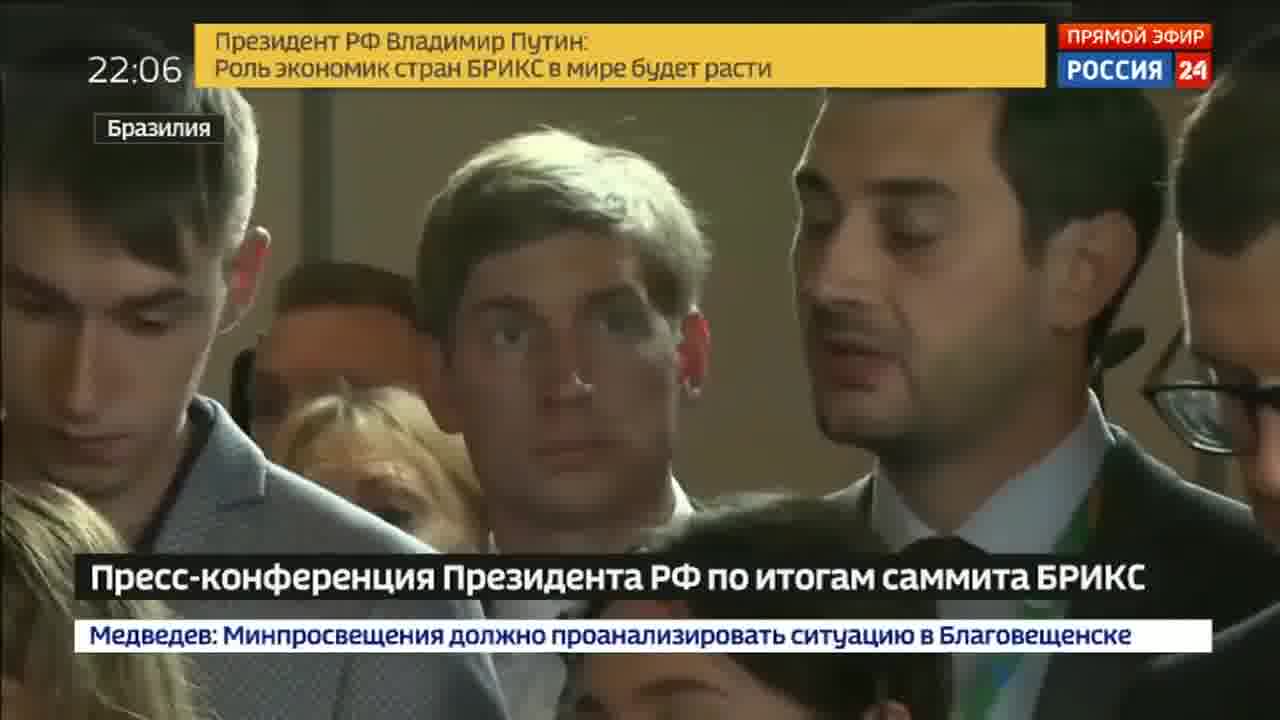 22:06
Президент РФ Владимир Путин:
Роль экономик стран БРИКС в мире будет расти
ПРЯМОЙ ЭФИР
РОССИЯ 24
Бразилия
Пресс-конференция Президента РФ по итогам саммита БРИКС
Медведев: Минпросвещения должно проанализировать ситуацию в Благовещенске